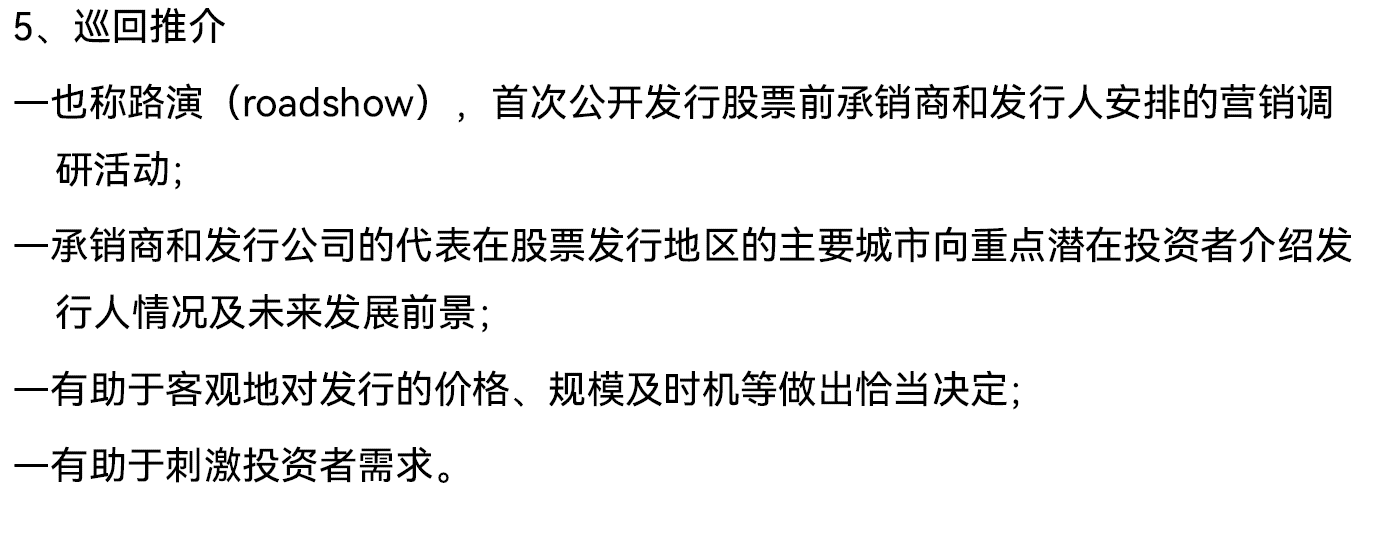 5、巡回推介
—也称路演（roadshow），首次公开发行股票前承销商和发行人安排的营销调
研活动；
—承销商和发行公司的代表在股票发行地区的主要城市向重点潜在投资者介绍发
行人情况及未来发展前景；
—有助于客观地对发行的价格、规模及时机等做出恰当决定；
—有助于刺激投资者需求。